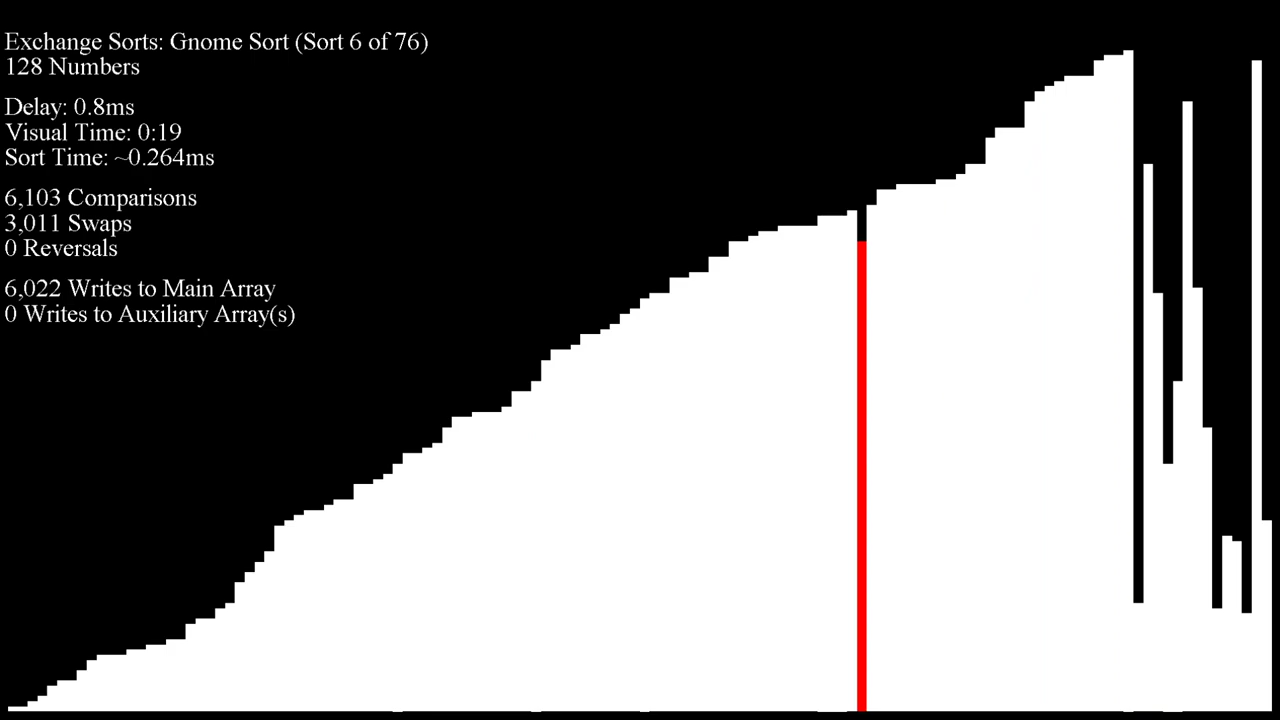 Exchange Sorts: Gnome Sort (Sort 6 of 76)
128 Numbers
Delay: 0.8ms
Visual Time: 0:19
Sort Time: ~0.264ms
6,103 Comparisons
3,011 Swaps
0 Reversals
6,022 Writes to Main Array
0 Writes to Auxiliary Array(s)